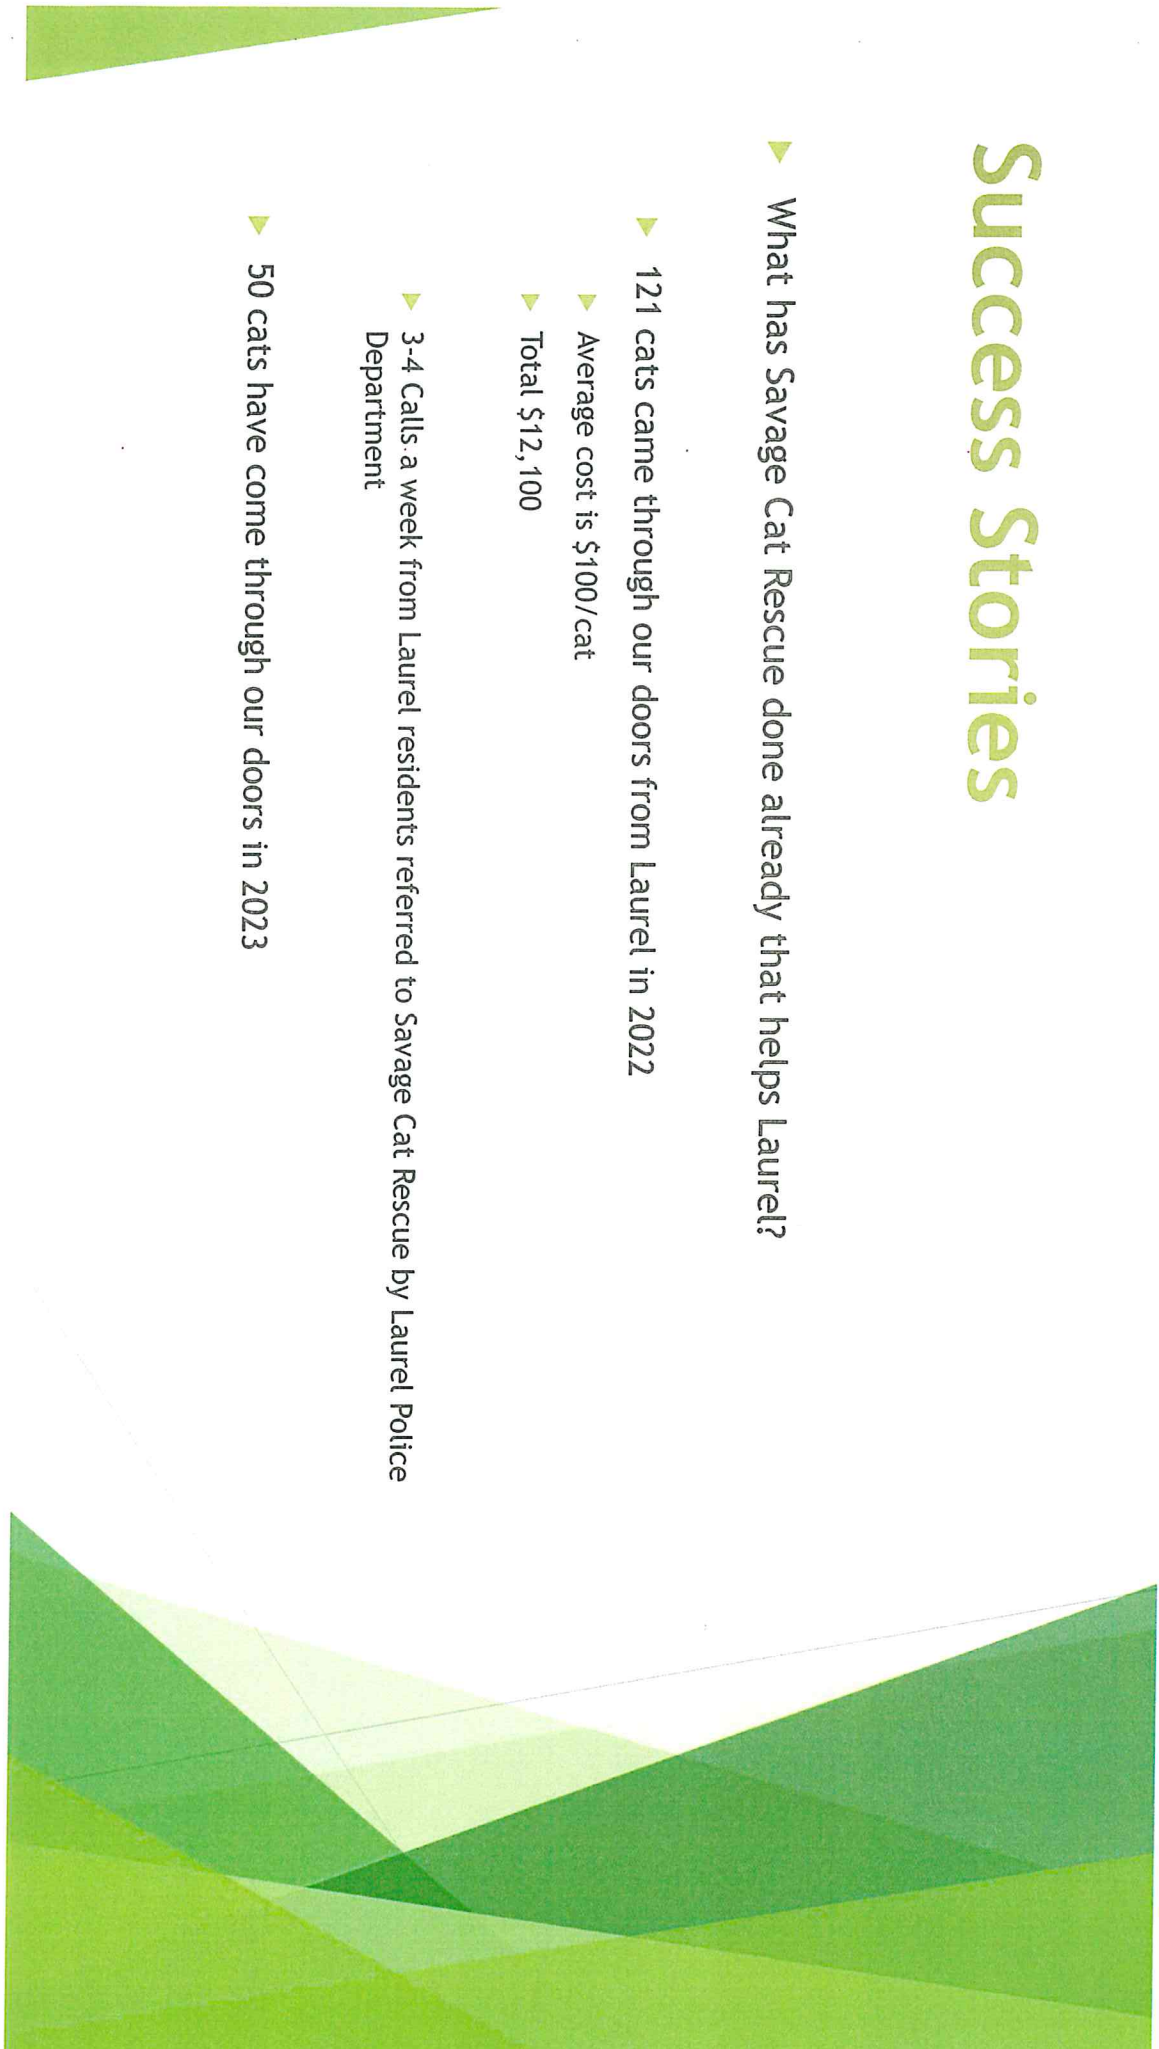 Success Stories
What has Savage Cat Rescue done already that helps Laurel?
121 cats came through our doors from Laurel in 2022
Average cost is $100/cat
Total $12,100
3-4 Calls a week from Laurel residents referred to Savage Cat Rescue by Laurel Police
Department
50 cats have come through our doors in 2023